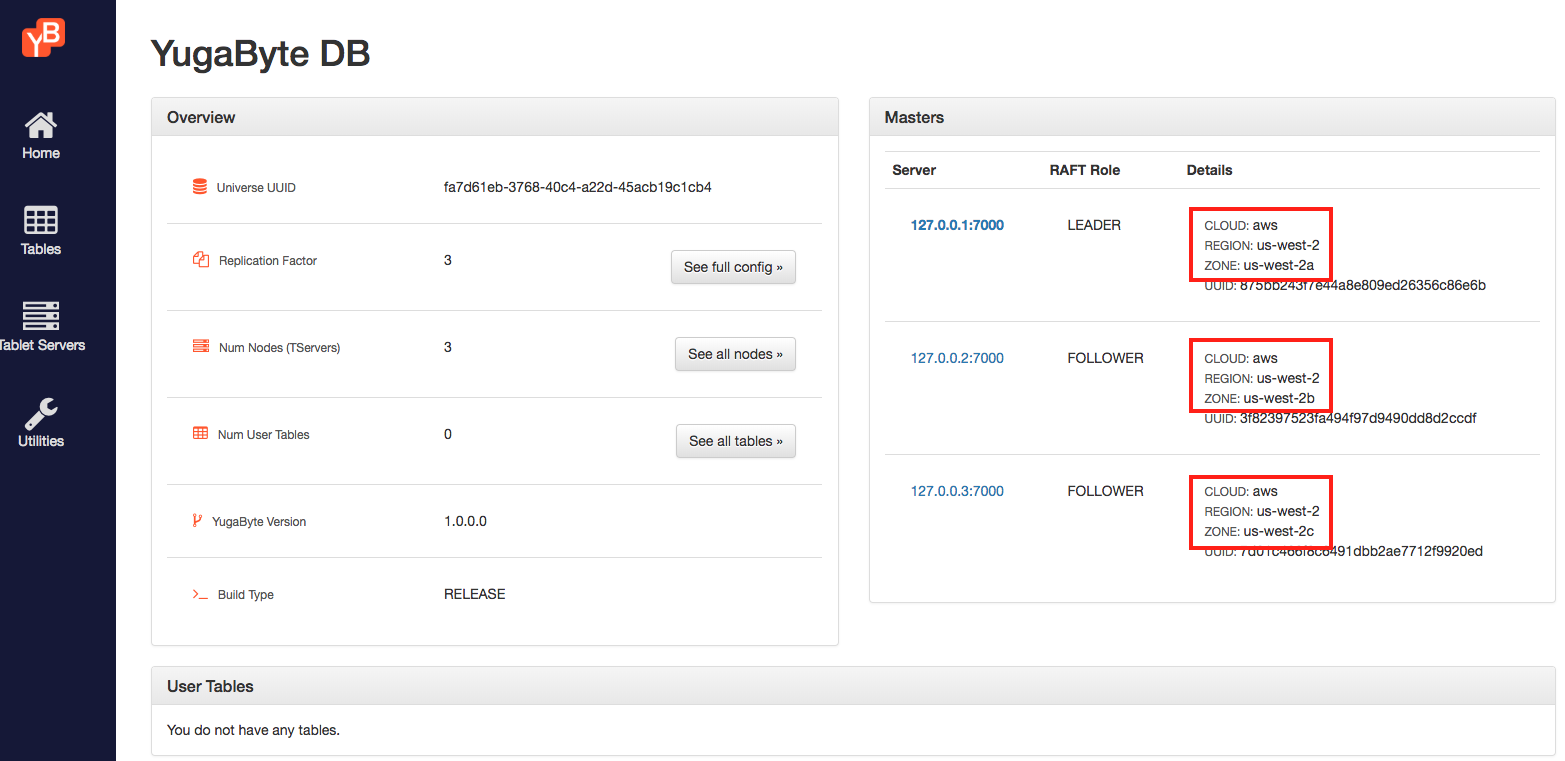 YB
Home
Tables
Tablet Servers
Utilities
YugaByte DB
Overview
Universe UUID fa7d61eb-3768-40c4-a22d-45acb19c1cb4
Replication Factor 3 See full config »
Num Nodes (TServers) 3 See all nodes »
Num User Tables 0 See all tables »
YugaByte Version 1.0.0.0
Build Type RELEASE
Masters
Server RAFT Role Details
127.0.0.1:7000 LEADER CLOUD: aws
REGION: us-west-2
ZONE: us-west-2a
UUID: 875bb243f7e44a8e809ed26356c86e6b
127.0.0.2:7000 FOLLOWER CLOUD: aws
REGION: us-west-2
ZONE: us-west-2b
UUID: 3f82397523fa494f97d9490dd8d2ccdf
127.0.0.3:7000 FOLLOWER CLOUD: aws
REGION: us-west-2
ZONE: us-west-2c
UUID:
User Tables
You do not have any tables.